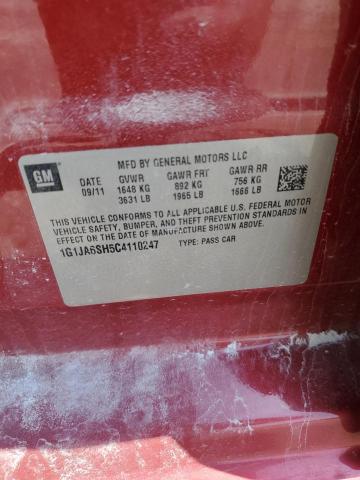 MFD BY GENERAL MOTORS LLC
GM DATE GVWR GAWR FRT GAWR RR
09/11 1648 KG 892 KG 756 KG
3631 LB 1965 LB 1666 LB
THIS VEHICLE CONFORMS TO ALL APPLICABLE U.S. FEDERAL MOTOR
VEHICLE SAFETY, BUMPER, AND THEFT PREVENTION STANDARDS
IN EFFECT ON THE DATE OF MANUFACTURE SHOWN ABOVE.
1G1JA6SH5C4110247 TYPE: PASS CAR